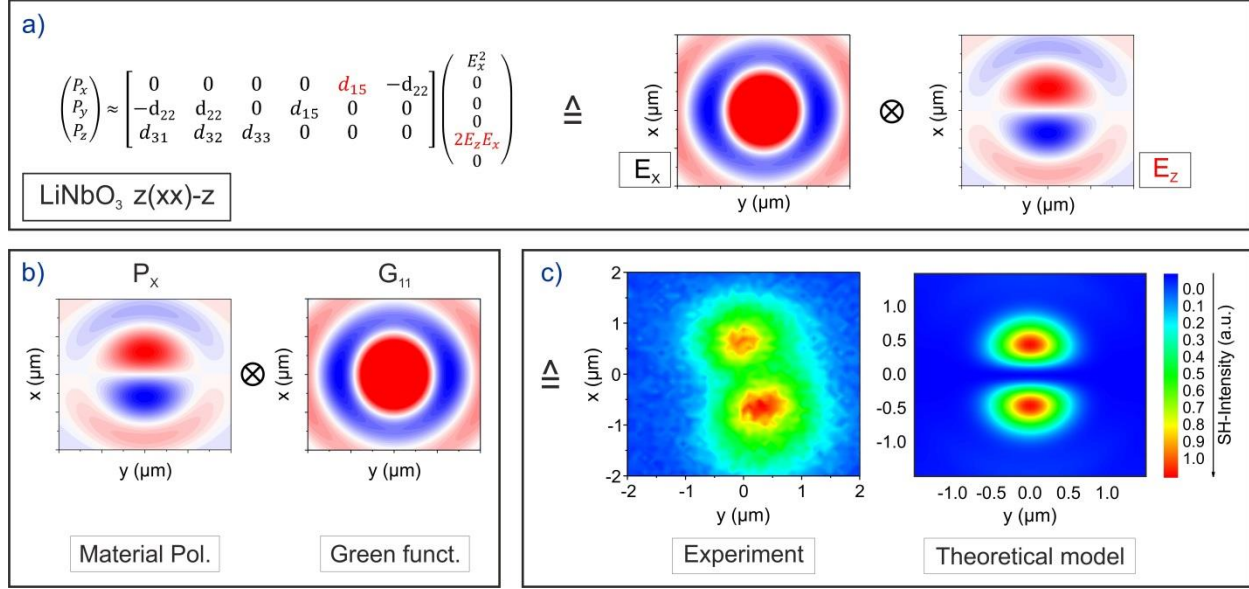 a)
(P_x P_y P_z) ≈ [0 0 0 0 d_15 −d_22
−d_22 d_22 0 d_15 0 0
d_31 d_32 d_33 0 0 0]
(E_x^2 0 0 0 2E_zE_x 0)
≙
x (μm)
y (μm)
E_x
⊗
x (μm)
y (μm)
E_z
LiNbO_3 z(xx)-z
b)
P_x
G_11
x (μm)
y (μm)
⊗
x (μm)
y (μm)
Material Pol.
Green funct.
c)
≙
2
1
0
-1
-2
x (μm)
-2 -1 0 1 2
y (μm)
Experiment
1.0
0.5
0.0
-0.5
-1.0
x (μm)
-1.0 -0.5 0.0 0.5 1.0
y (μm)
Theoretical model
0.0
0.1
0.2
0.3
0.4
0.5
0.6
0.7
0.8
0.9
1.0
SH-Intensity (a.u.)